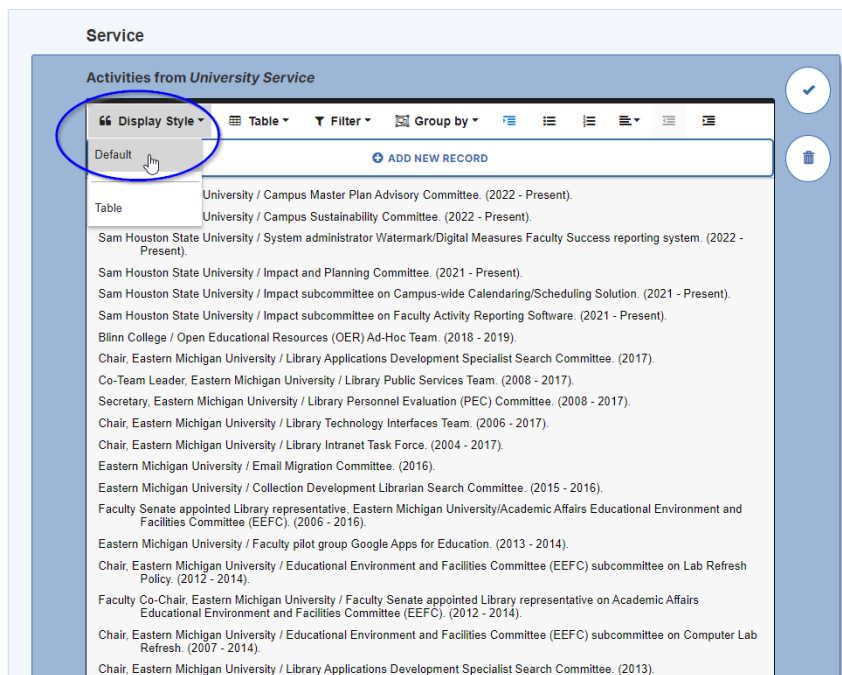 Service
Activities from University Service
Display Style Table Filter Group by
Default
ADD NEW RECORD
Table
University / Campus Master Plan Advisory Committee. (2022 - Present).
University / Campus Sustainability Committee. (2022 - Present).
Sam Houston State University / System administrator Watermark/Digital Measures Faculty Success reporting system. (2022 -
Present).
Sam Houston State University / Impact and Planning Committee. (2021 - Present).
Sam Houston State University / Impact subcommittee on Campus-wide Calendaring/Scheduling Solution. (2021 - Present).
Sam Houston State University / Impact subcommittee on Faculty Activity Reporting Software. (2021 - Present).
Blinn College / Open Educational Resources (OER) Ad-Hoc Team. (2018 - 2019).
Chair, Eastern Michigan University / Library Applications Development Specialist Search Committee. (2017).
Co-Team Leader, Eastern Michigan University / Library Public Services Team. (2008 - 2017).
Secretary, Eastern Michigan University / Library Personnel Evaluation (PEC) Committee. (2008 - 2017).
Chair, Eastern Michigan University / Library Technology Interfaces Team. (2006 - 2017).
Chair, Eastern Michigan University / Library Intranet Task Force. (2004 - 2017).
Eastern Michigan University / Email Migration Committee. (2016).
Eastern Michigan University / Collection Development Librarian Search Committee. (2015 - 2016).
Faculty Senate appointed Library representative, Eastern Michigan University/Academic Affairs Educational Environment and
Facilities Committee (EEFC). (2006 - 2016).
Eastern Michigan University / Faculty pilot group Google Apps for Education. (2013 - 2014).
Chair, Eastern Michigan University / Educational Environment and Facilities Committee (EEFC) subcommittee on Lab Refresh
Policy. (2012 - 2014).
Faculty Co-Chair, Eastern Michigan University / Faculty Senate appointed Library representative on Academic Affairs
Educational Environment and Facilities Committee (EEFC). (2012 - 2014).
Chair, Eastern Michigan University / Educational Environment and Facilities Committee (EEFC) subcommittee on Computer Lab
Refresh. (2007 - 2014).
Chair, Eastern Michigan University / Library Applications Development Specialist Search Committee. (2013).